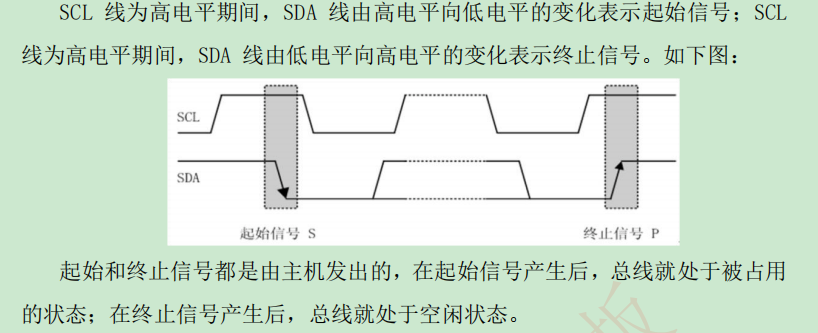 SCL 线为高电平期间，SDA 线由高电平向低电平的变化表示起始信号；SCL
线为高电平期间，SDA 线由低电平向高电平的变化表示终止信号。如下图：
SCL
SDA
起始信号 S
终止信号 P
起始和终止信号都是由主机发出的，在起始信号产生后，总线就处于被占用
的状态；在终止信号产生后，总线就处于空闲状态。